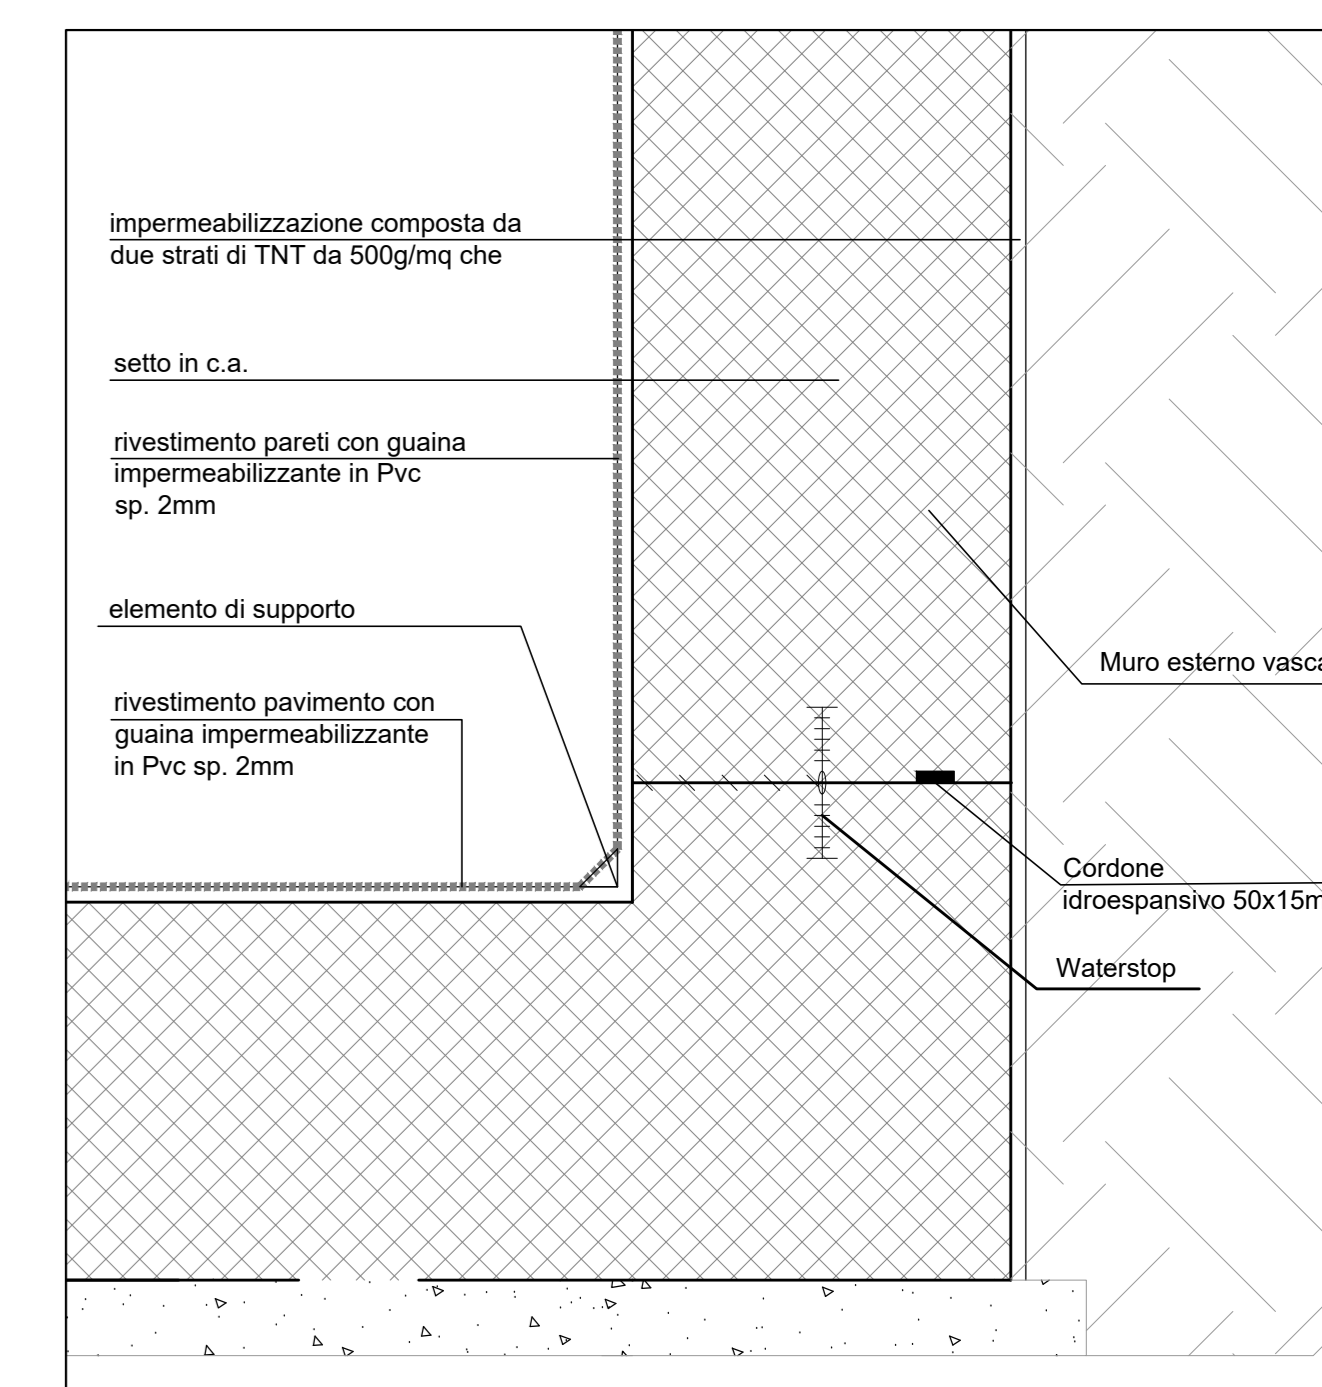 impermeabilizzazione composta da
due strati di TNT da 500g/mq che
setto in c.a.
rivestimento pareti con guaina
impermeabilizzante in Pvc
sp. 2mm
elemento di supporto
rivestimento pavimento con
guaina impermeabilizzante
in Pvc sp. 2mm
Muro esterno vasca
Cordone
idroespansivo 50x15m
Waterstop